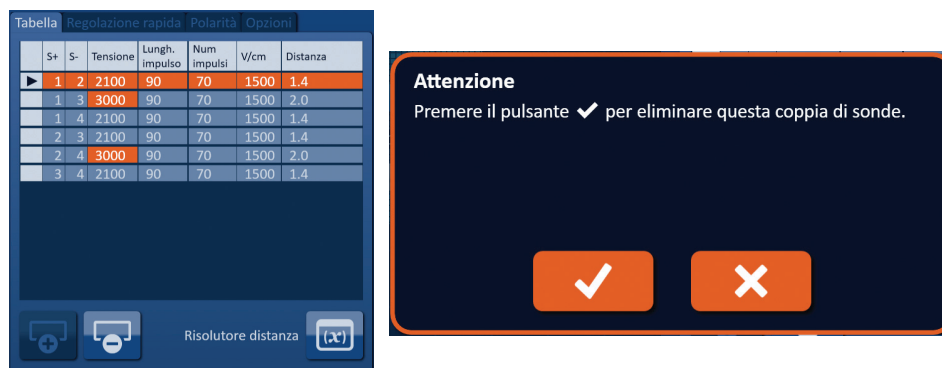 Tabella Regolazione rapida Polarità Opzioni
S+ S- Tensione Lungh. impulso Num impulsi V/cm Distanza
1 2 2100 90 70 1500 1.4
1 3 3000 90 70 1500 2.0
1 4 2100 90 70 1500 1.4
2 3 2100 90 70 1500 1.4
2 4 3000 90 70 1500 2.0
3 4 2100 90 70 1500 1.4
Risolutore distanza (x)
Attenzione
Premere il pulsante ✔ per eliminare questa coppia di sonde.